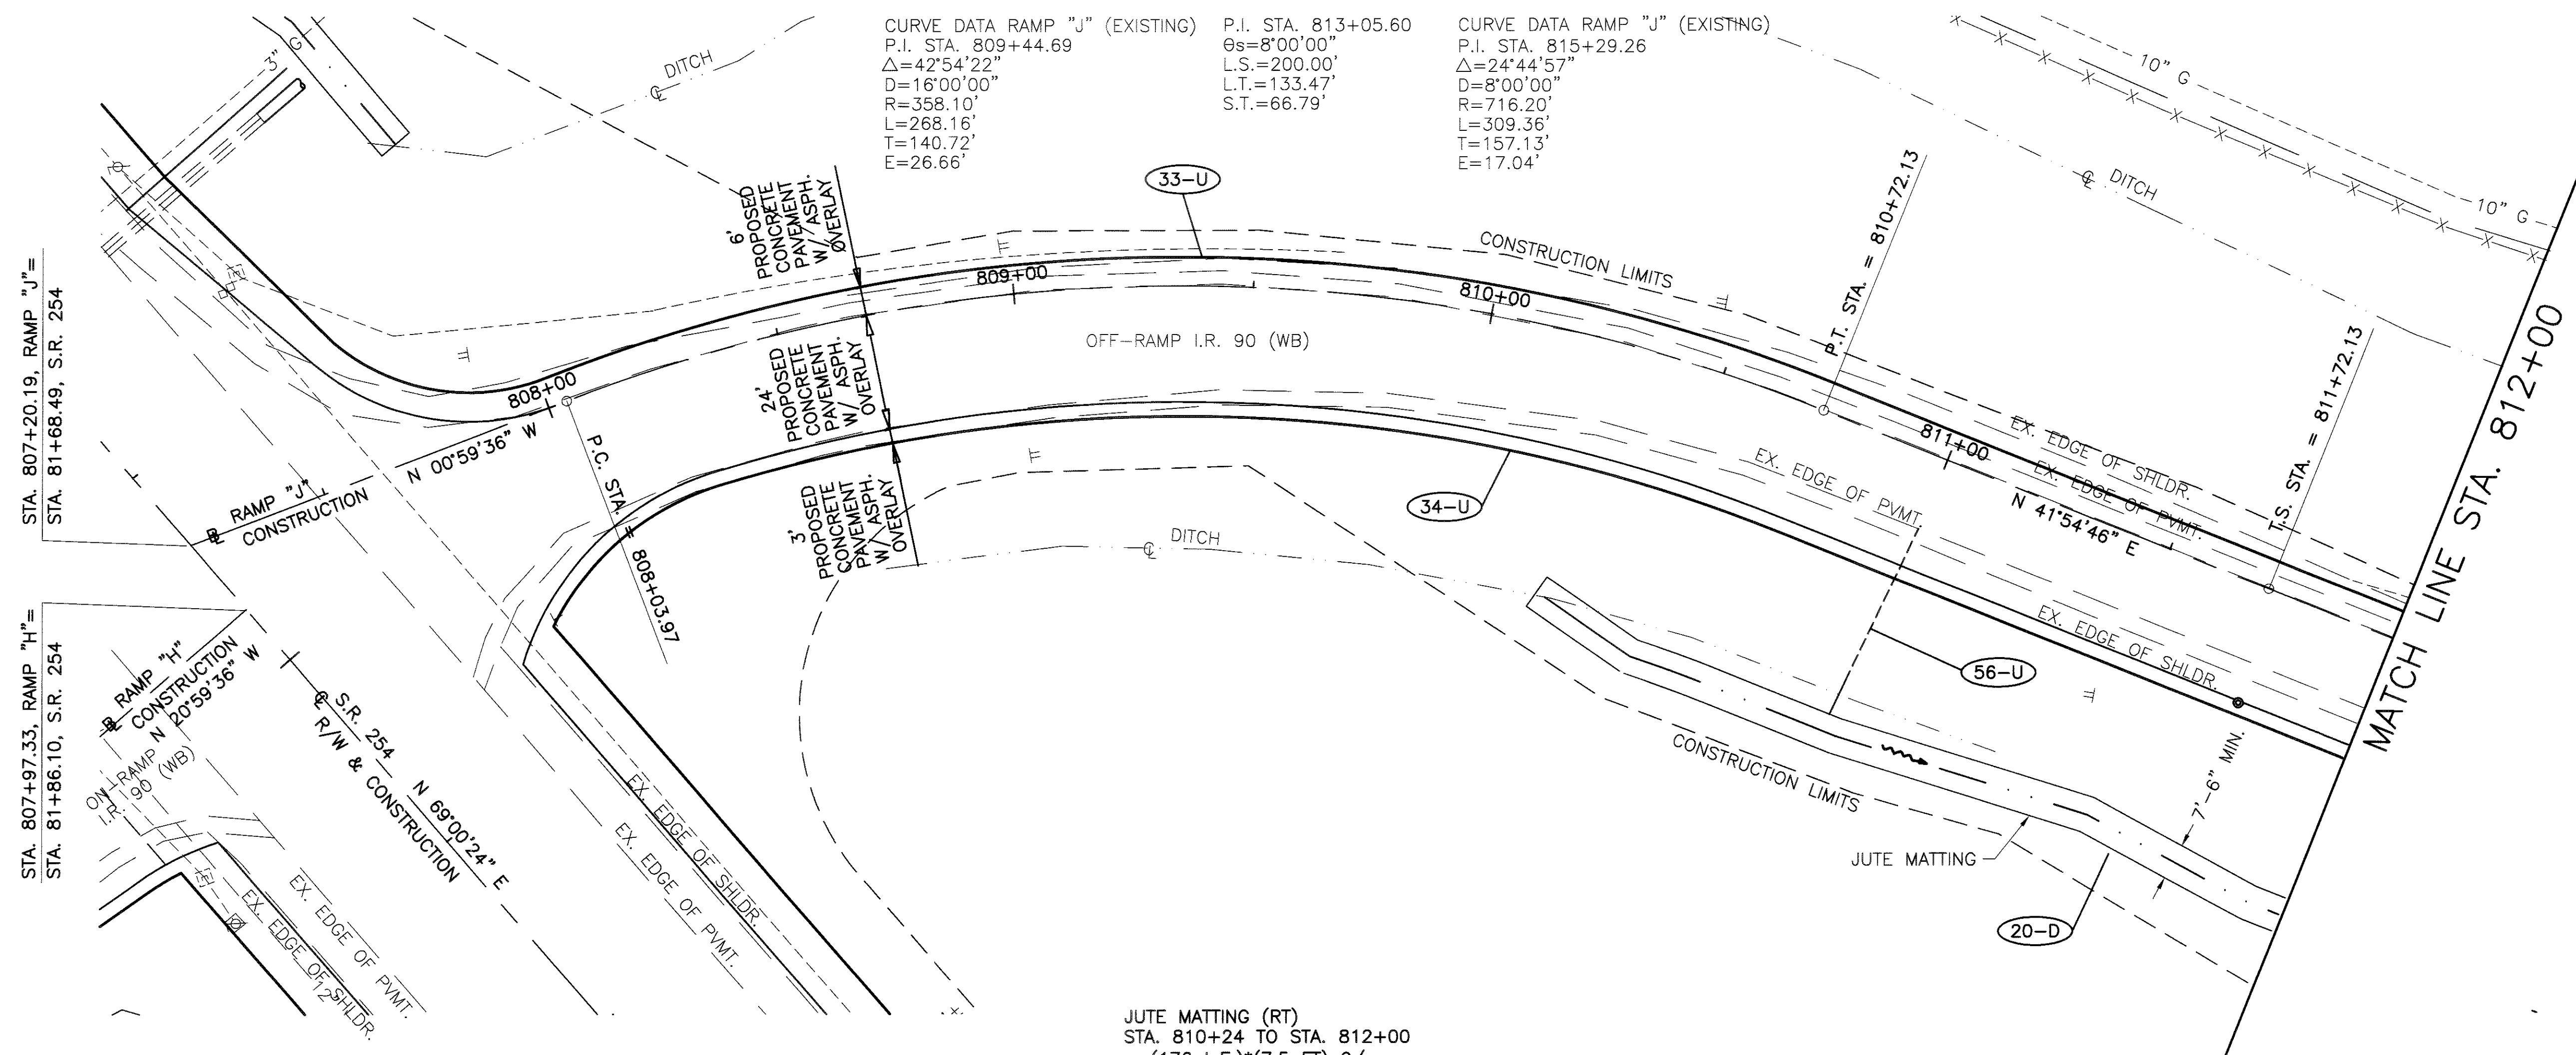 CURVE DATA RAMP "J" (EXISTING)
P.I. STA. 809+44.69
△=42°54'22"
D=16°00'00"
R=358.10'
L=268.16'
T=140.72'
E=26.66'
P.I. STA. 813+05.60
θs=8°00'00"
L.S.=200.00'
L.T.=133.47'
S.T.=66.79'
CURVE DATA RAMP "J" (EXISTING)
P.I. STA. 815+29.26
△=24°44'57"
D=8°00'00"
R=716.20'
L=309.36'
T=157.13'
E=17.04'
3" G
℄ DITCH
10" G
10" G
℄ DITCH
33-U
6'
PROPOSED
CONCRETE
PAVEMENT
W/ ASPH.
OVERLAY
CONSTRUCTION LIMITS
P.T. STA. = 810+72.13
809+00
810+00
OFF-RAMP I.R. 90 (WB)
STA. 807+20.19, RAMP "J"=
STA. 81+68.49, S.R. 254
808+00
24'
PROPOSED
CONCRETE
PAVEMENT
W/ ASPH.
OVERLAY
T.S. STA. = 811+72.13
MATCH LINE STA. 812+00
N 00°59'36" W
RAMP "J"
CONSTRUCTION
P.C. STA. = 808+03.97
3'
PROPOSED
CONCRETE
PAVEMENT
W/ ASPH.
OVERLAY
811+00
EX. EDGE OF SHLDR.
EX. EDGE OF PVMT.
EX. EDGE OF PVMT.
N 41°54'46" E
34-U
℄ DITCH
EX. EDGE OF SHLDR.
56-U
STA. 807+97.33, RAMP "H"=
STA. 81+86.10, S.R. 254
RAMP "H"
CONSTRUCTION
N 20°59'36" W
ON-RAMP
I.R. 90 (WB)
℄ S.R. 254 N 69°00'24" E
R/W & CONSTRUCTION
EX. EDGE OF SHLDR.
EX. EDGE OF PVMT.
CONSTRUCTION LIMITS
7'-6" MIN.
JUTE MATTING
20-D
EX. EDGE OF PVMT.
EX. EDGE OF SHLDR.
12"
JUTE MATTING (RT)
STA. 810+24 TO STA. 812+00